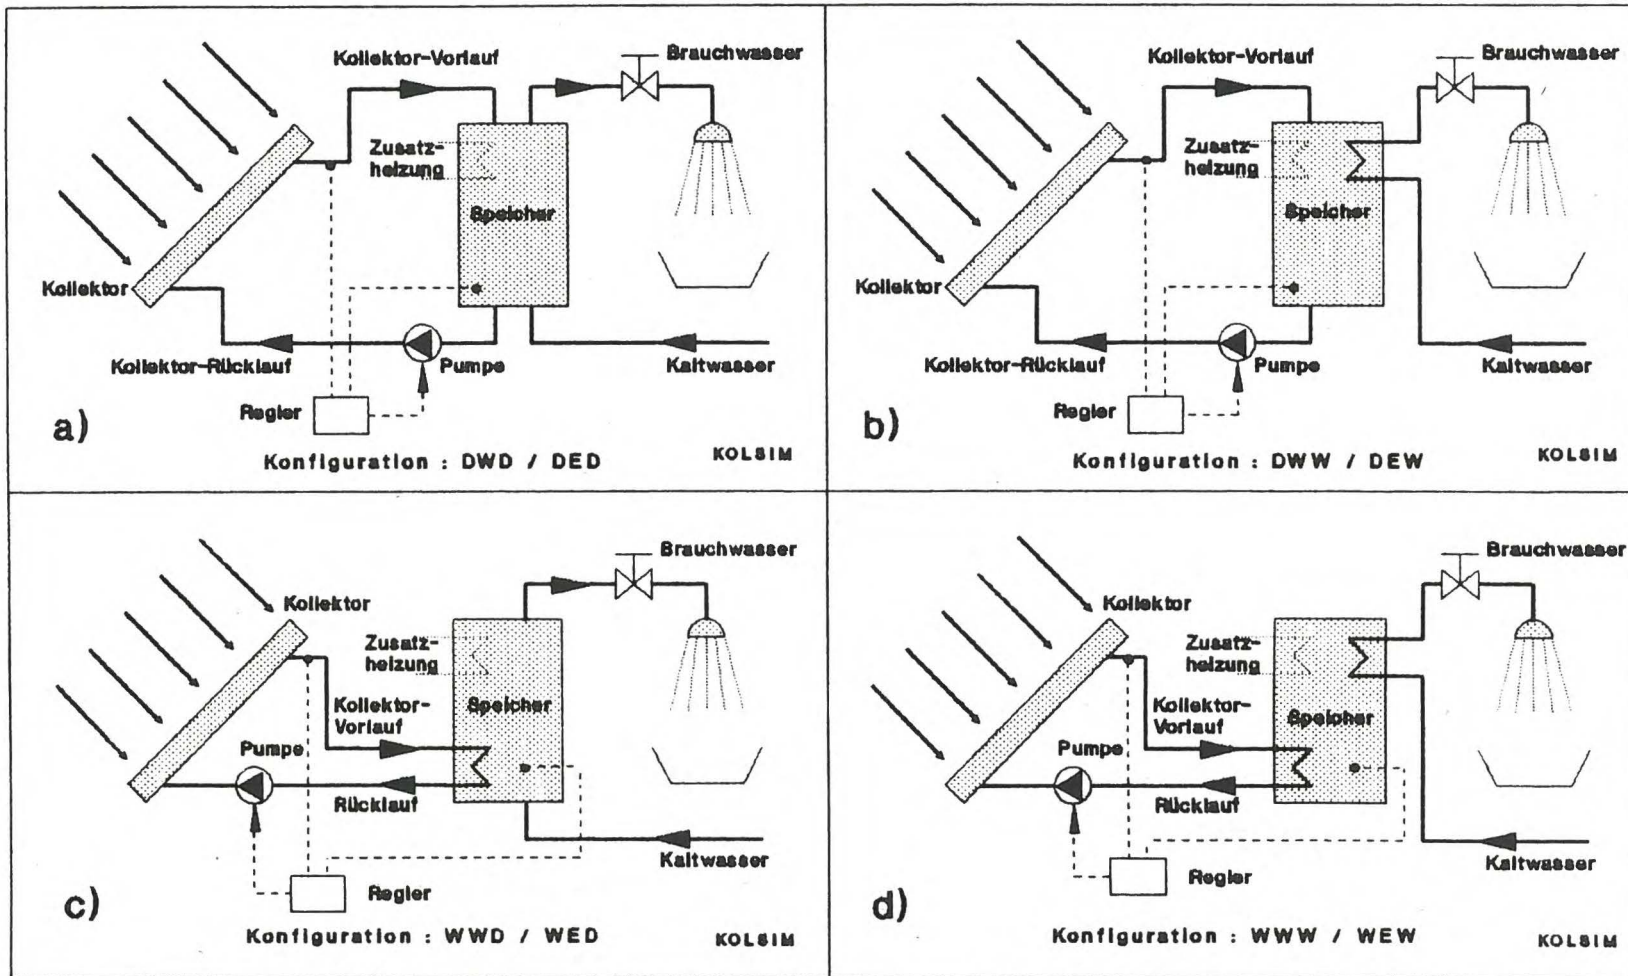 Kollektor-Vorlauf
Brauchwasser
Zusatz-
heizung
Speicher
Kollektor
Kollektor-Rücklauf
Pumpe
Kaltwasser
Regler
a)
Konfiguration : DWD / DED
KOLSIM
Kollektor-Vorlauf
Brauchwasser
Zusatz-
heizung
Speicher
Kollektor
Kollektor-Rücklauf
Pumpe
Kaltwasser
Regler
b)
Konfiguration : DWW / DEW
KOLSIM
Brauchwasser
Kollektor
Zusatz-
heizung
Kollektor-
Vorlauf
Speicher
Pumpe
Rücklauf
Kaltwasser
Regler
c)
Konfiguration : WWD / WED
KOLSIM
Brauchwasser
Kollektor
Zusatz-
heizung
Kollektor-
Vorlauf
Speicher
Pumpe
Rücklauf
Kaltwasser
Regler
d)
Konfiguration : WWW / WEW
KOLSIM